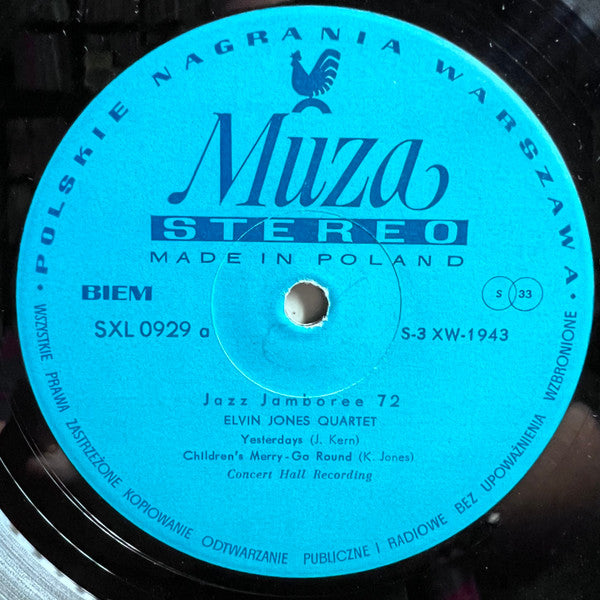 • POLSKIE NAGRANIA WARSZAWA •
Muza
STEREO
MADE IN POLAND
BIEM
S 33
SXL 0929 a
S-3 XW-1943
Jazz Jamboree 72
ELVIN JONES QUARTET
Yesterdays (J. Kern)
Children's Merry-Go Round (K. Jones)
Concert Hall Recording
WSZYSTKIE PRAWA ZASTRZEŻONE KOPIOWANIE ODTWARZANIE PUBLICZNE I RADIOWE BEZ UPOWAŻNIENIA WZBRONIONE